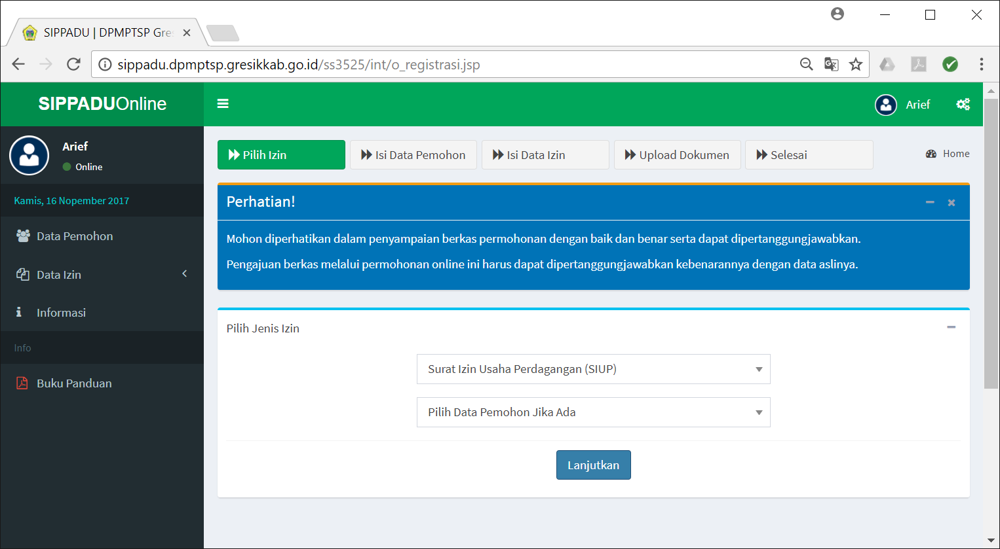 SIPPADU | DPMPTSP Gre
sippadu.dpmptsp.gresikkab.go.id/ss3525/int/o_registrasi.jsp
SIPPADUOnline
Arief
Arief
Online
Pilih Izin
Isi Data Pemohon
Isi Data Izin
Upload Dokumen
Selesai
Home
Kamis, 16 Nopember 2017
Data Pemohon
Data Izin
Informasi
Info
Buku Panduan
Perhatian!
Mohon diperhatikan dalam penyampaian berkas permohonan dengan baik dan benar serta dapat dipertanggungjawabkan.
Pengajuan berkas melalui permohonan online ini harus dapat dipertanggungjawabkan kebenarannya dengan data aslinya.
Pilih Jenis Izin
Surat Izin Usaha Perdagangan (SIUP)
Pilih Data Pemohon Jika Ada
Lanjutkan